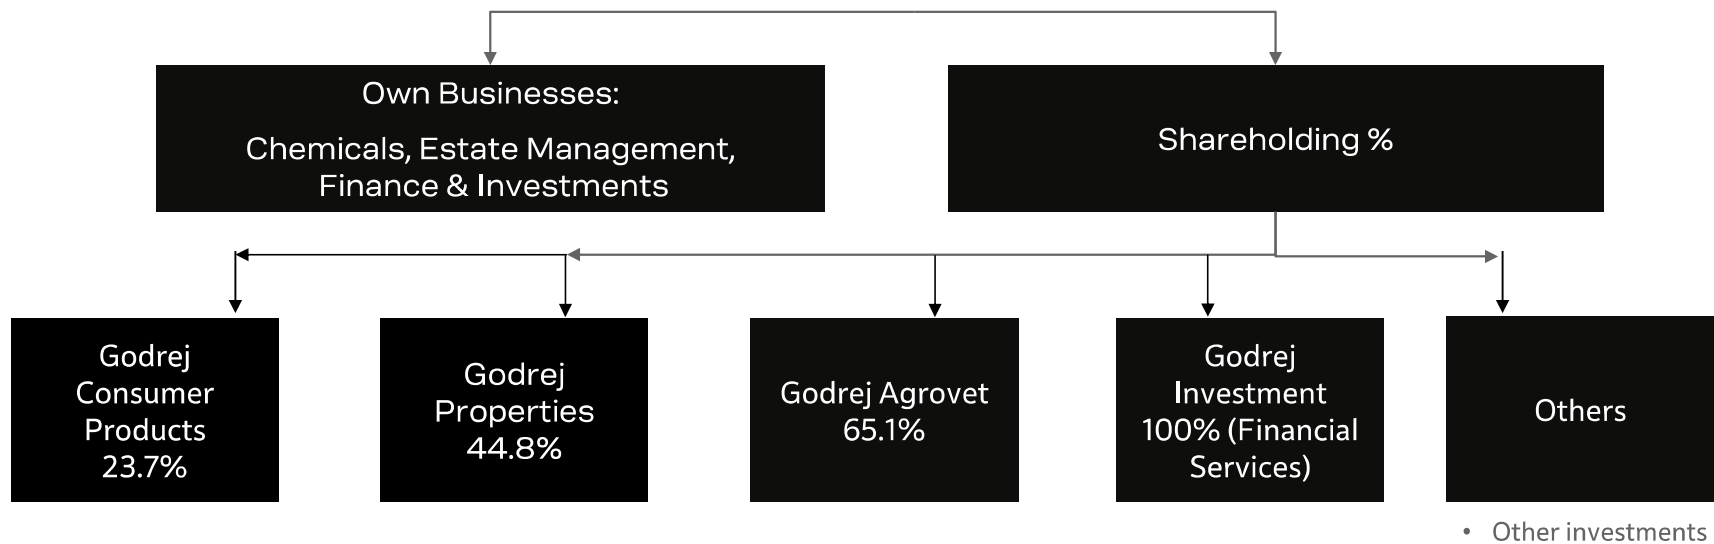 Own Businesses:
Chemicals, Estate Management,
Finance & Investments
Shareholding %
Godrej
Consumer
Products
23.7%
Godrej
Properties
44.8%
Godrej Agrovet
65.1%
Godrej
Investment
100% (Financial
Services)
Others
• Other investments